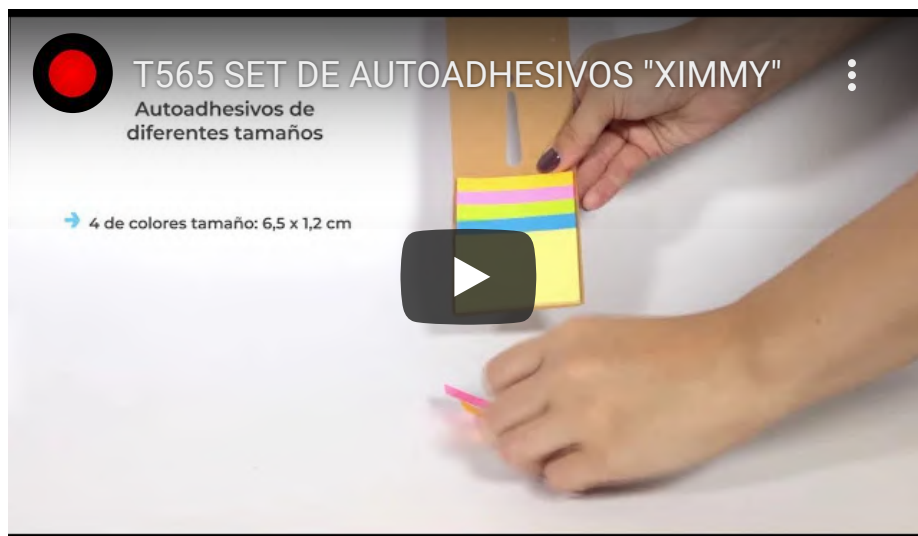 T565 SET DE AUTOADHESIVOS "XIMMY"
Autoadhesivos de
diferentes tamaños
4 de colores tamaño: 6,5 x 1,2 cm